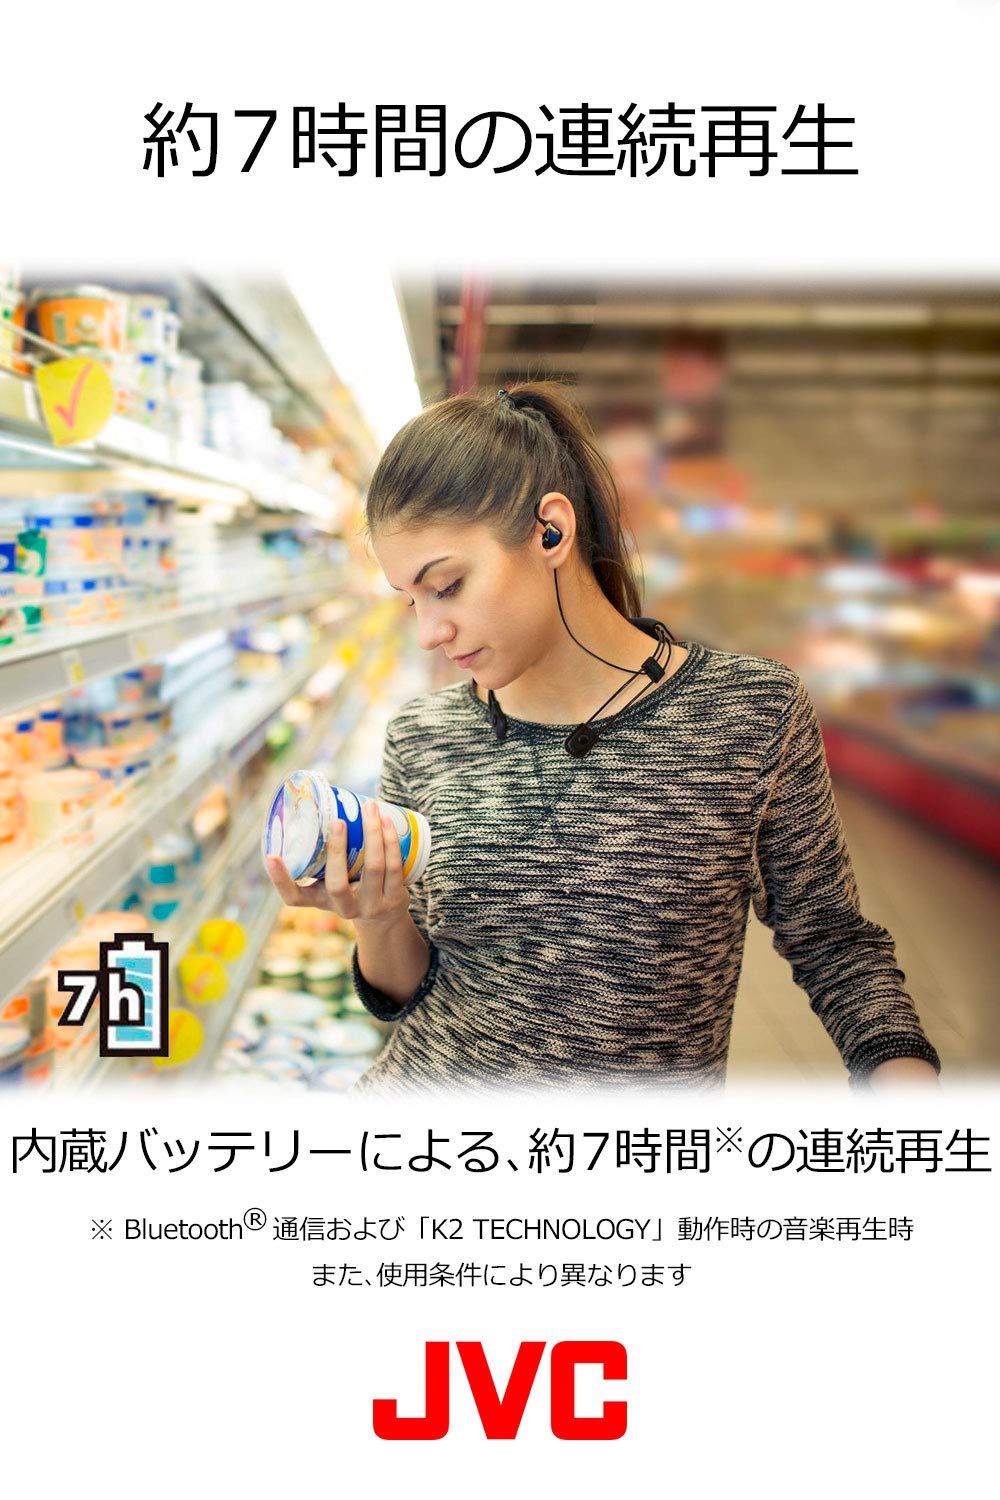 約7時間の連続再生
7h
内蔵バッテリーによる、約7時間※の連続再生
※ Bluetooth® 通信および「K2 TECHNOLOGY」動作時の音楽再生時
また、使用条件により異なります
JVC